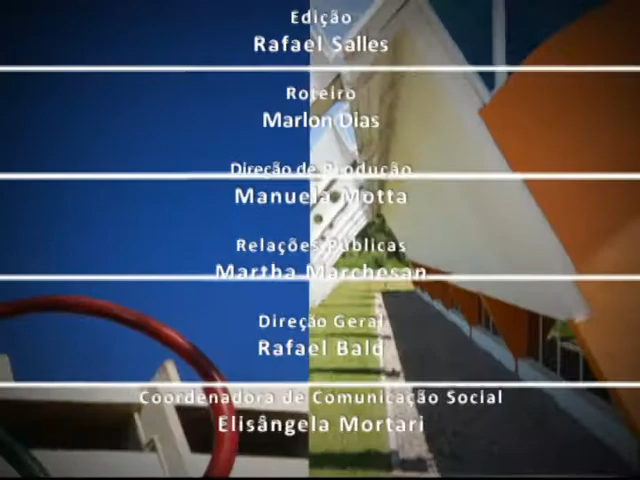 Edição
Rafael Salles
Roteiro
Marlon Dias
Direção de Produção
Manuela Motta
Relações Públicas
Martha Marchesan
Direção Geral
Rafael
Coordenadora de Comunicação Social
Elisângela Mortari